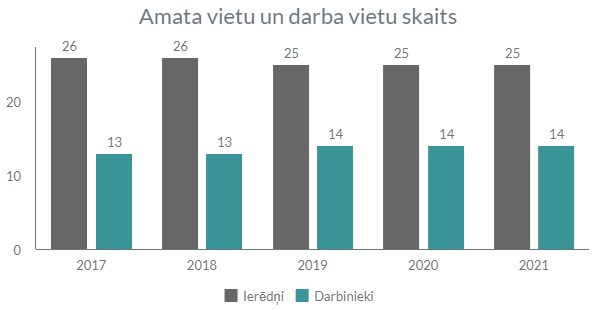 Amata vietu un darba vietu skaits
26 13 26 13 25 14 25 14 25 14
20
10
0
2017 2018 2019 2020 2021
Ierēdņi Darbinieki